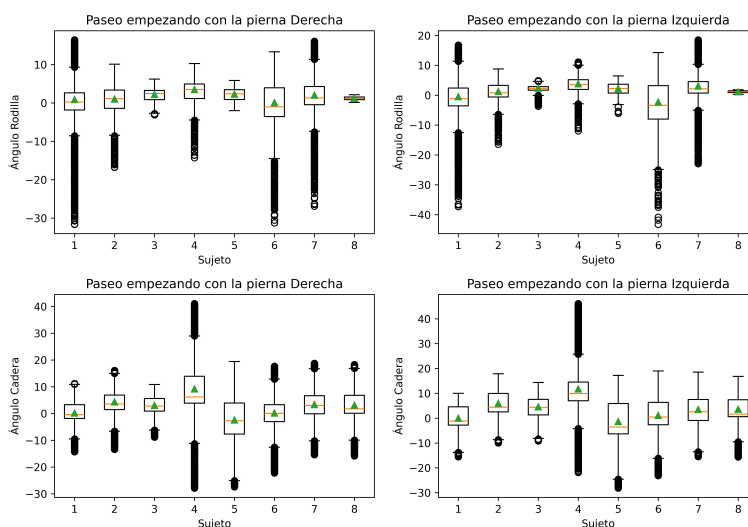 Paseo empezando con la pierna Derecha
Ángulo Rodilla
10
0
−10
−20
−30
1 2 3 4 5 6 7 8
Sujeto
Paseo empezando con la pierna Izquierda
Ángulo Rodilla
20
10
0
−10
−20
−30
−40
1 2 3 4 5 6 7 8
Sujeto
Paseo empezando con la pierna Derecha
Ángulo Cadera
40
30
20
10
0
−10
−20
−30
1 2 3 4 5 6 7 8
Sujeto
Paseo empezando con la pierna Izquierda
Ángulo Cadera
40
30
20
10
0
−10
−20
−30
1 2 3 4 5 6 7 8
Sujeto